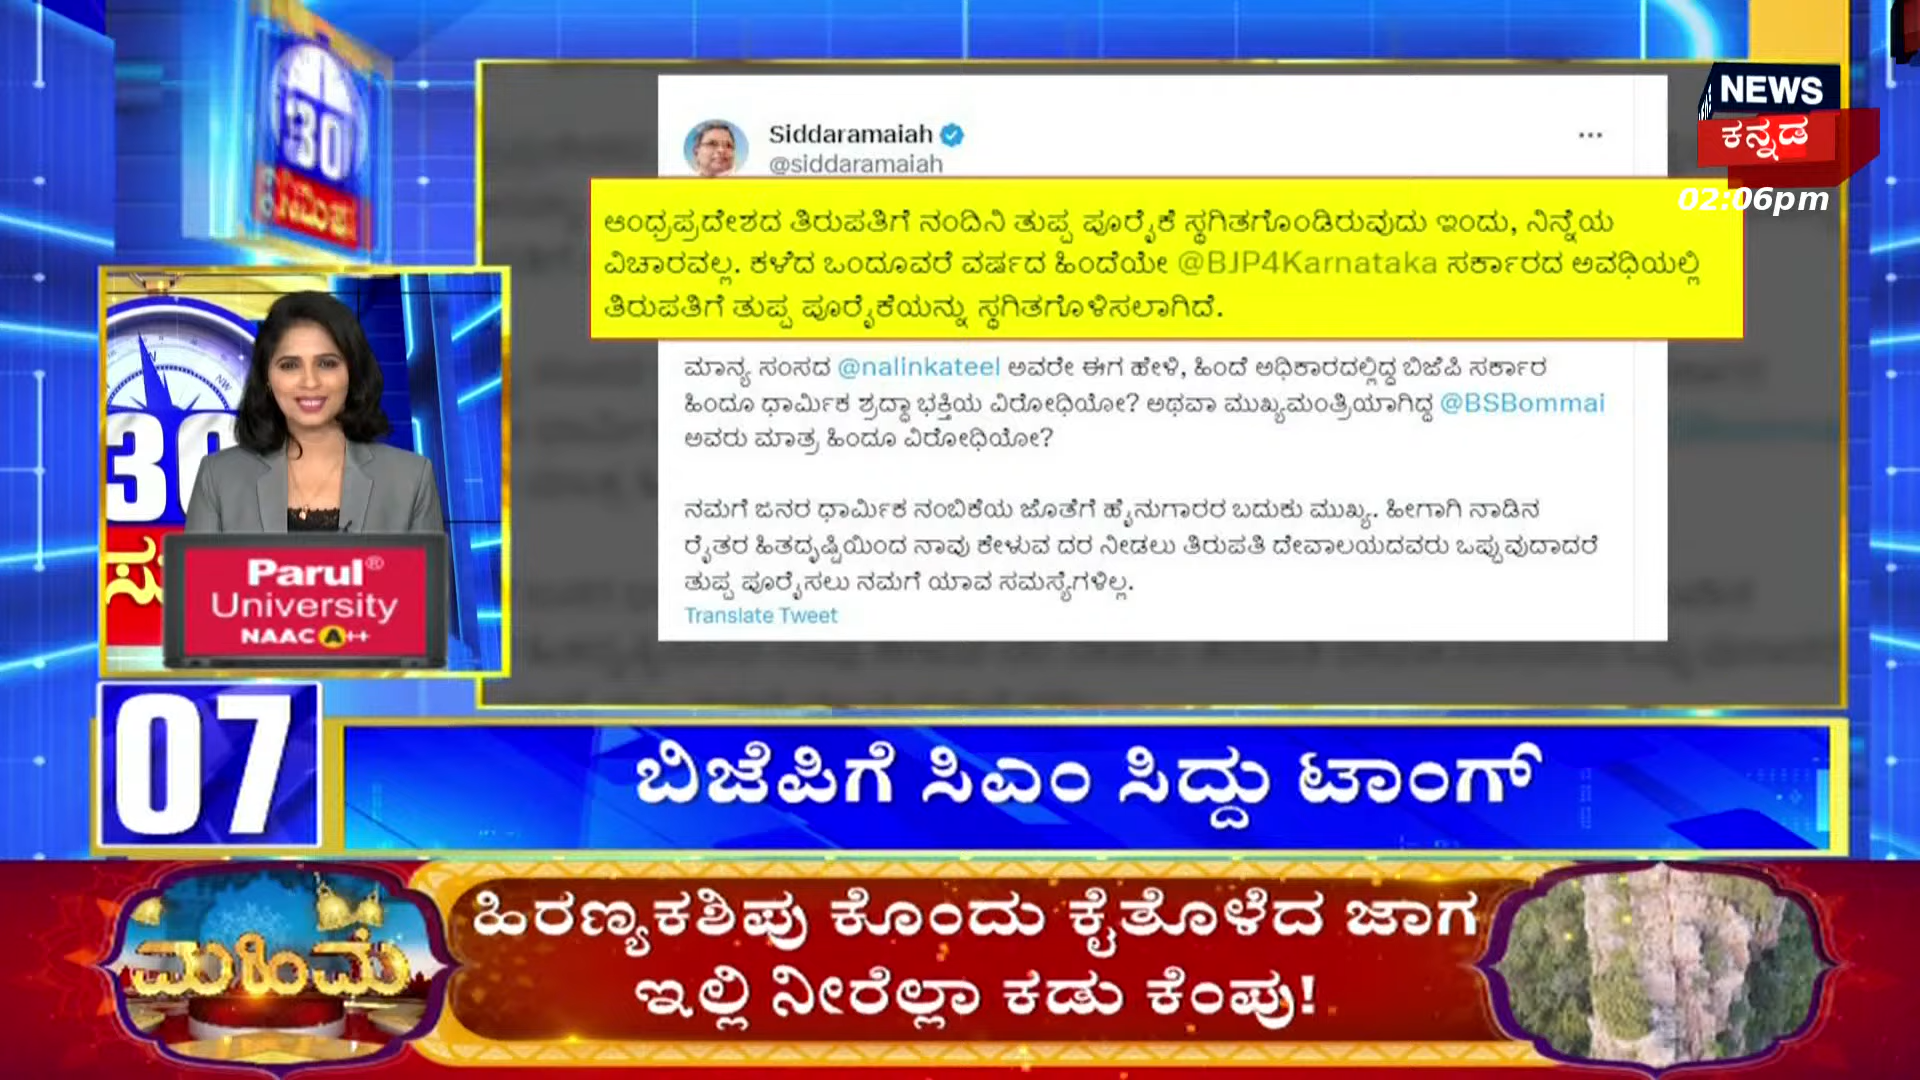 30
NEWS
ಕನ್ನಡ
02:06pm
Siddaramaiah
@siddaramaiah
ಆಂಧ್ರಪ್ರದೇಶದ ತಿರುಪತಿಗೆ ನಂದಿನಿ ತುಪ್ಪ ಪೂರೈಕೆ ಸ್ಥಗಿತಗೊಂಡಿರುವುದು ಇಂದು, ನಿನ್ನೆಯ
ವಿಚಾರವಲ್ಲ. ಕಳೆದ ಒಂದೂವರೆ ವರ್ಷದ ಹಿಂದೆಯೇ @BJP4Karnataka ಸರ್ಕಾರದ ಅವಧಿಯಲ್ಲಿ
ತಿರುಪತಿಗೆ ತುಪ್ಪ ಪೂರೈಕೆಯನ್ನು ಸ್ಥಗಿತಗೊಳಿಸಲಾಗಿದೆ.
ಮಾನ್ಯ ಸಂಸದ @nalinkateel ಅವರೇ ಈಗ ಹೇಳಿ, ಹಿಂದೆ ಅಧಿಕಾರದಲ್ಲಿದ್ದ ಬಿಜೆಪಿ ಸರ್ಕಾರ
ಹಿಂದೂ ಧಾರ್ಮಿಕ ಶ್ರದ್ಧಾ ಭಕ್ತಿಯ ವಿರೋಧಿಯೋ? ಅಥವಾ ಮುಖ್ಯಮಂತ್ರಿಯಾಗಿದ್ದ @BSBommai
ಅವರು ಮಾತ್ರ ಹಿಂದೂ ವಿರೋಧಿಯೋ?
ನಮಗೆ ಜನರ ಧಾರ್ಮಿಕ ನಂಬಿಕೆಯ ಜೊತೆಗೆ ಹೈನುಗಾರರ ಬದುಕು ಮುಖ್ಯ. ಹೀಗಾಗಿ ನಾಡಿನ
ರೈತರ ಹಿತದೃಷ್ಟಿಯಿಂದ ನಾವು ಕೇಳುವ ದರ ನೀಡಲು ತಿರುಪತಿ ದೇವಾಲಯದವರು ಒಪ್ಪುವುದಾದರೆ
ತುಪ್ಪ ಪೂರೈಸಲು ನಮಗೆ ಯಾವ ಸಮಸ್ಯೆಗಳಿಲ್ಲ.
Translate Tweet
NW
30
Parul®
University
NAAC A++
07
ಬಿಜೆಪಿಗೆ ಸಿಎಂ ಸಿದ್ದು ಟಾಂಗ್
ಮಹಿಮೆ
ಹಿರಣ್ಯಕಶಿಪು ಕೊಂದು ಕೈತೊಳೆದ ಜಾಗ
ಇಲ್ಲಿ ನೀರೆಲ್ಲಾ ಕಡು ಕೆಂಪು!